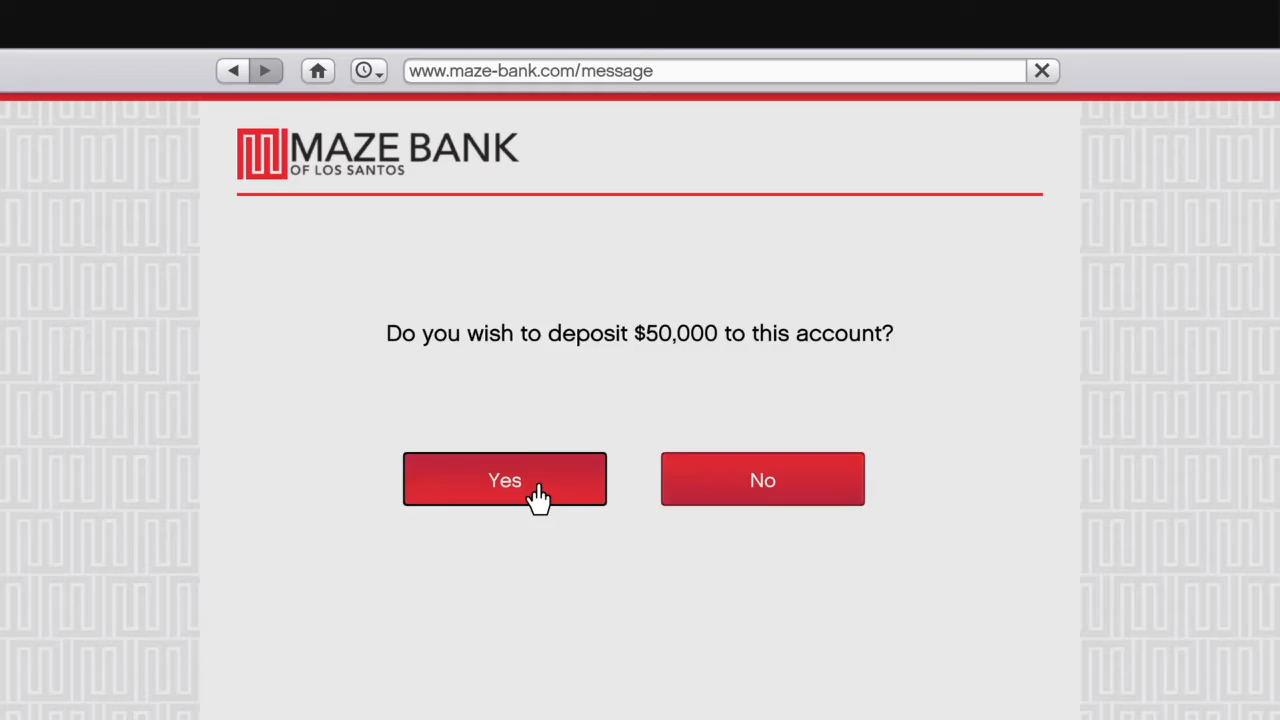 www.maze-bank.com/message
MAZE BANK
OF LOS SANTOS
Do you wish to deposit $50,000 to this account?
Yes
No